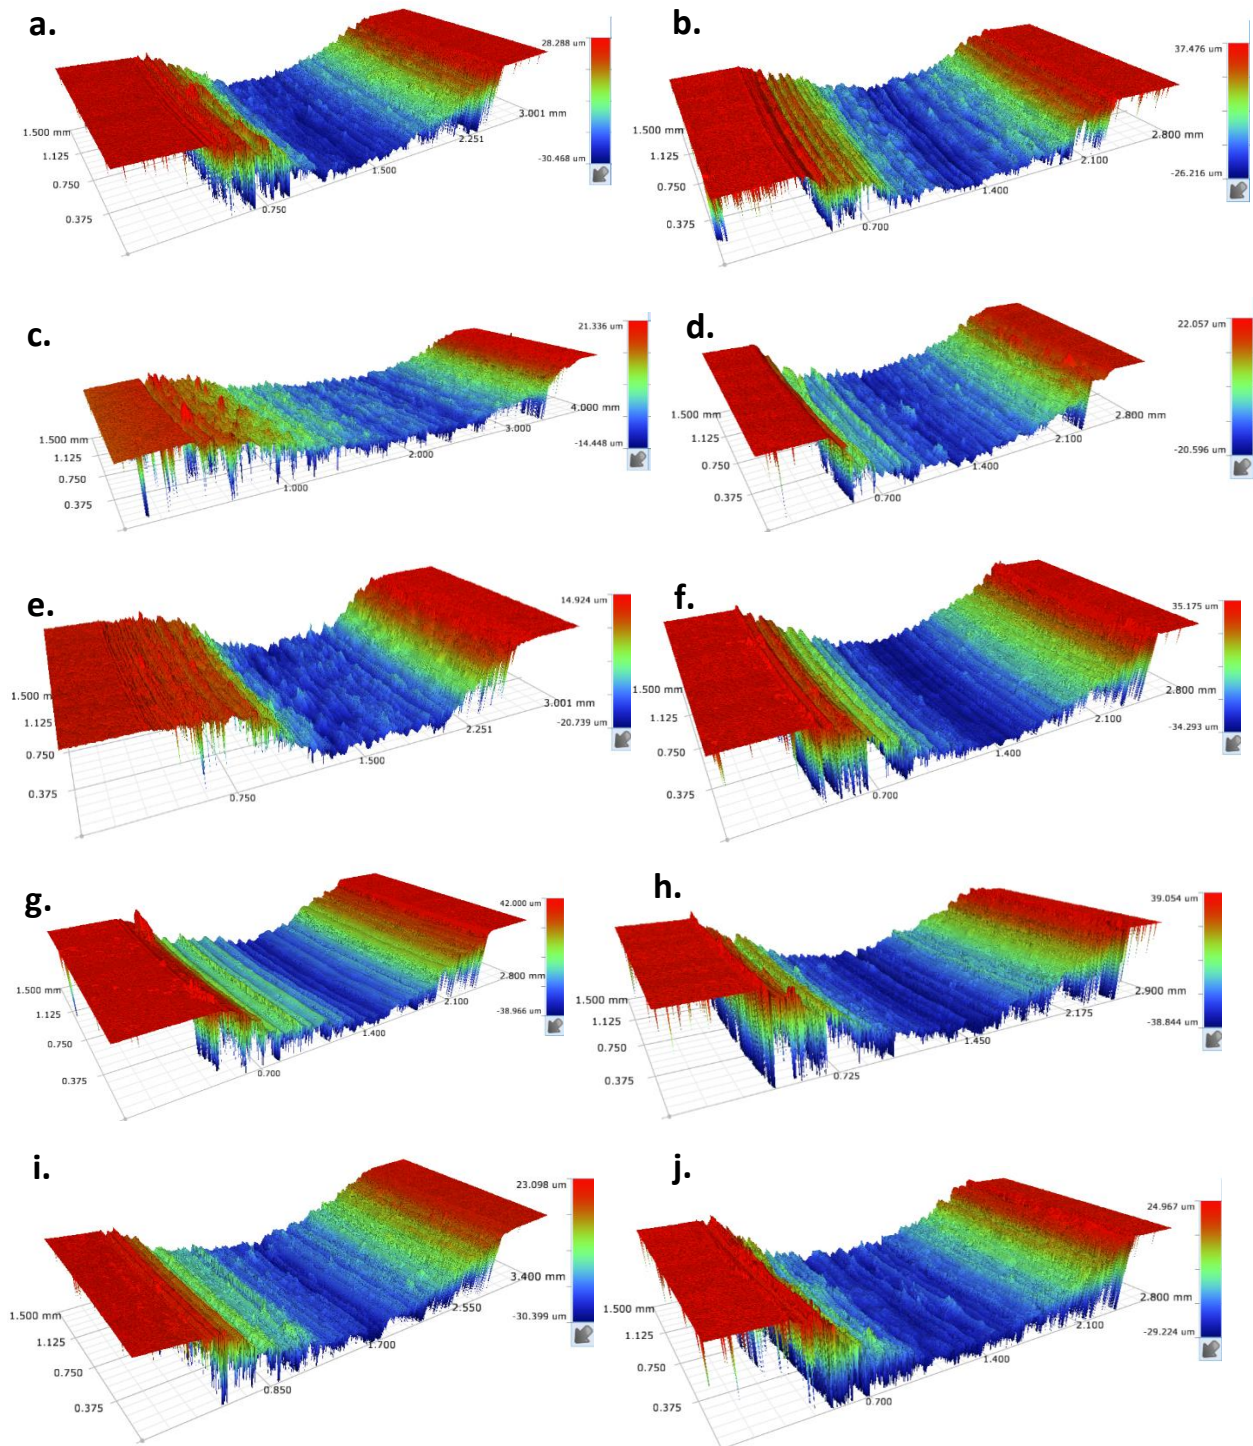 a.
28.288 um
-30.468 um
1.500 mm
1.125
0.750
0.375
0.750
1.500
2.251
3.001 mm
b.
37.476 um
-26.216 um
1.500 mm
1.125
0.750
0.375
0.700
1.400
2.100
2.800 mm
c.
21.336 um
-14.448 um
1.500 mm
1.125
0.750
0.375
1.000
2.000
3.000
4.000 mm
d.
22.057 um
-20.596 um
1.500 mm
1.125
0.750
0.375
0.700
1.400
2.100
2.800 mm
e.
14.924 um
-20.739 um
1.500 m
1.125
0.750
0.375
0.750
1.500
2.251
3.001 mm
f.
35.175 um
-34.293 um
1.500 mm
1.125
0.750
0.375
0.700
1.400
2.100
2.800 mm
g.
42.000 um
-38.966 um
1.500 mm
1.125
0.750
0.375
0.700
1.400
2.100
2.800 mm
h.
39.054 um
-38.844 um
1.500 mm
1.125
0.750
0.375
0.725
1.450
2.175
2.900 mm
i.
23.098 um
-30.399 um
1.500 mm
1.125
0.750
0.375
0.850
1.700
2.550
3.400 mm
j.
24.967 um
-29.224 um
1.500 mm
1.125
0.750
0.375
0.700
1.400
2.100
2.800 mm